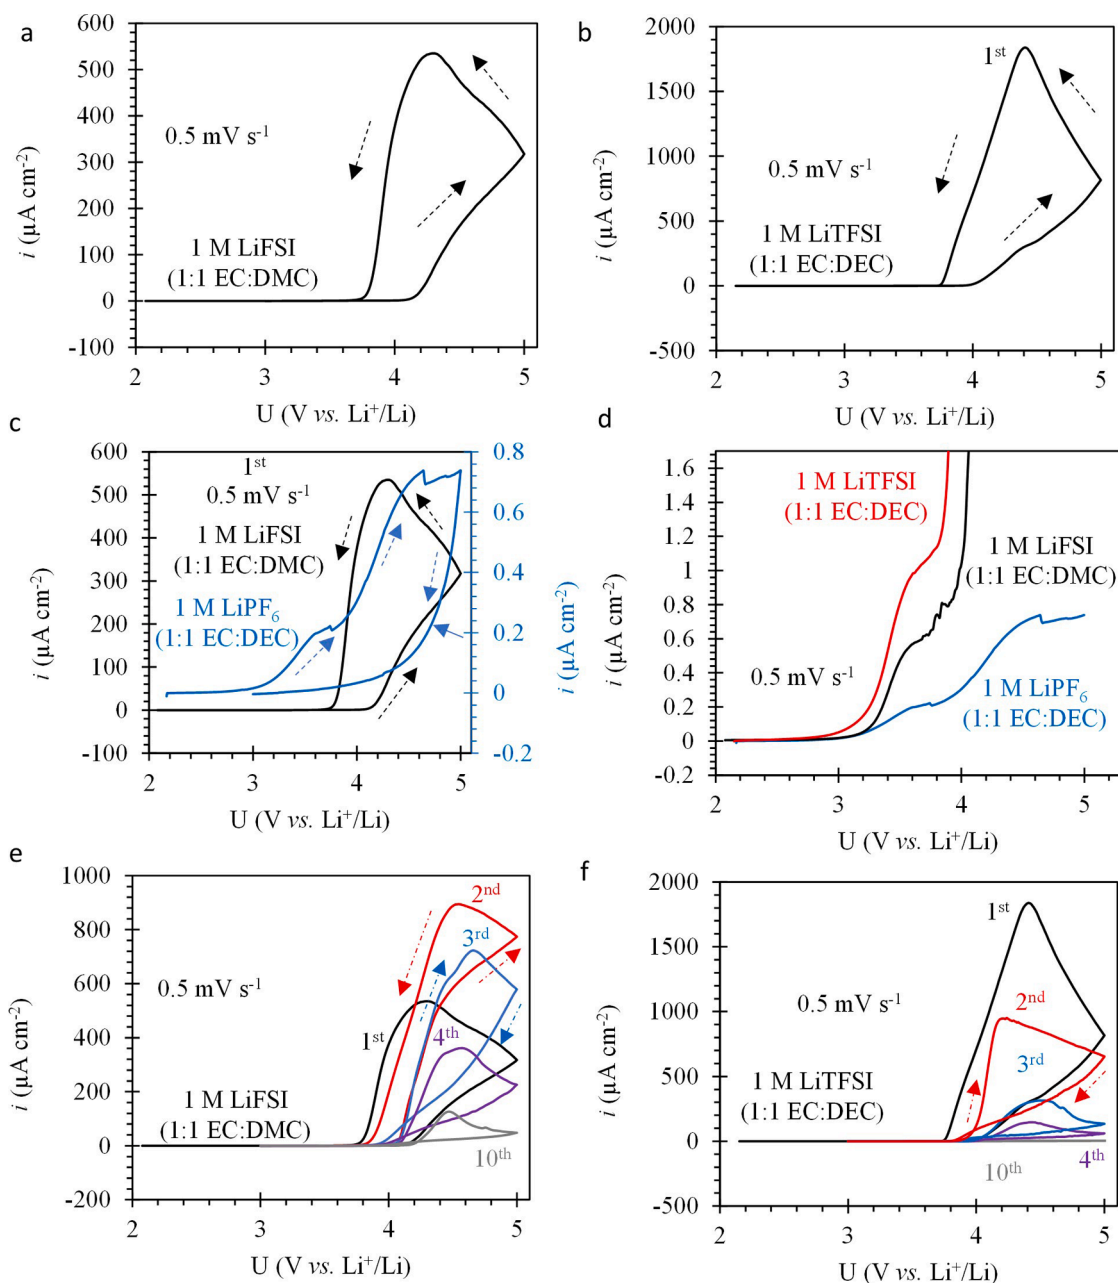 a
600
500
400
300
200
100
0
-100
i (µA cm⁻²)
0.5 mV s⁻¹
1 M LiFSI
(1:1 EC:DMC)
2 3 4 5
U (V vs. Li⁺/Li)
b
2000
1500
1000
500
0
-500
i (µA cm⁻²)
1ˢᵗ
0.5 mV s⁻¹
1 M LiTFSI
(1:1 EC:DEC)
2 3 4 5
U (V vs. Li⁺/Li)
c
600
500
400
300
200
100
0
-100
i (µA cm⁻²)
1ˢᵗ
0.5 mV s⁻¹
1 M LiFSI
(1:1 EC:DMC)
1 M LiPF₆
(1:1 EC:DEC)
0.8
0.6
0.4
0.2
0
-0.2
i (µA cm⁻²)
2 3 4 5
U (V vs. Li⁺/Li)
d
1.6
1.4
1.2
1
0.8
0.6
0.4
0.2
0
-0.2
i (µA cm⁻²)
1 M LiTFSI
(1:1 EC:DEC)
1 M LiFSI
(1:1 EC:DMC)
0.5 mV s⁻¹
1 M LiPF₆
(1:1 EC:DEC)
2 3 4 5
U (V vs. Li⁺/Li)
e
1000
800
600
400
200
0
-200
i (µA cm⁻²)
2ⁿᵈ
3ʳᵈ
0.5 mV s⁻¹
1ˢᵗ
4ᵗʰ
1 M LiFSI
(1:1 EC:DMC)
10ᵗʰ
2 3 4 5
U (V vs. Li⁺/Li)
f
2000
1500
1000
500
0
-500
i (µA cm⁻²)
1ˢᵗ
0.5 mV s⁻¹
2ⁿᵈ
3ʳᵈ
1 M LiTFSI
(1:1 EC:DEC)
10ᵗʰ
4ᵗʰ
2 3 4 5
U (V vs. Li⁺/Li)